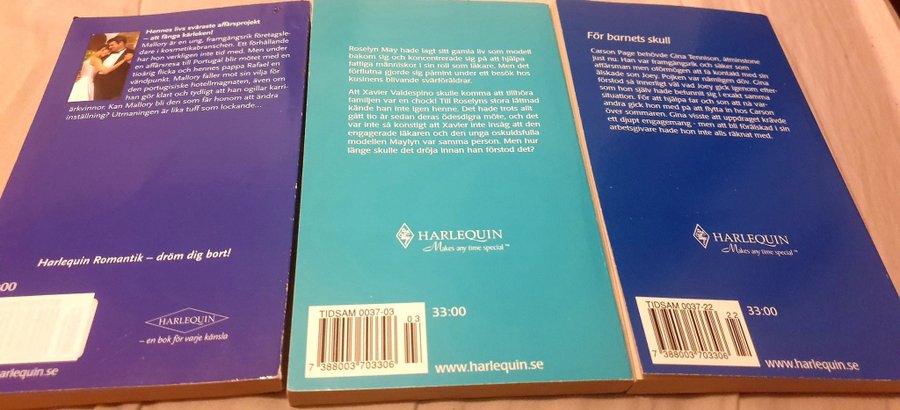 Hennes livs svåraste affärsprojekt
– att fånga kärleken!
Mallory är en ung, framgångsrik företagsle-
dare i kosmetikabranschen. Ett förhållande
har hon verkligen inte tid med. Men under
en affärsresa till Portugal blir mötet med en
tioårig flicka och hennes pappa Rafael en
vändpunkt. Mallory faller mot sin vilja för
den portugisiske hotellmagnaten, även om
han gör klart och tydligt att han ogillar karri-
ärkvinnor. Kan Mallory bli den som får honom att ändra
inställning? Utmaningen är lika tuff som lockande...
Harlequin Romantik – dröm dig bort!
00
HARLEQUIN
– en bok för varje känsla
arlequin.se
Roselyn May hade lagt sitt gamla liv som modell
bakom sig och koncentrerade sig på att hjälpa
fattiga människor i sin roll som läkare. Men det
förflutna gjorde sig påmint under ett besök hos
kusinens blivande svärföräldrar.
Att Xavier Valdespino skulle komma att tillhöra
familjen var en chock! Till Roselyns stora lättnad
kände han inte igen henne. Det hade trots allt
gått tio år sedan deras ödesdigra möte, och det
var inte så konstigt att Xavier inte insåg att den
engagerade läkaren och den unga oskuldsfulla
modellen Maylyn var samma person. Men hur
länge skulle det dröja innan han förstod det?
HARLEQUIN
Makes any time special™
TIDSAM 0037-03
03
33:00
7 388003 703306
www.harlequin.se
För barnets skull
Carson Page behövde Gina Tennison, åtminstone
just nu. Han var framgångsrik och säker som
affärsman men oförmögen att få kontakt med sin
älskade son Joey. Pojken var nämligen döv. Gina
förstod så innerligt väl vad Joey gick igenom efter-
som hon själv hade befunnit sig i exakt samma
situation. För att hjälpa far och son att nå var-
andra gick hon med på att flytta in hos Carson
över sommaren. Gina visste att uppdraget krävde
ett djupt engagemang - men att bli förälskad i sin
arbetsgivare hade hon inte alls räknat med.
HARLEQUIN
Makes any time special™
TIDSAM 0037-22
22
33:00
7 388003 703306
www.harlequin.se